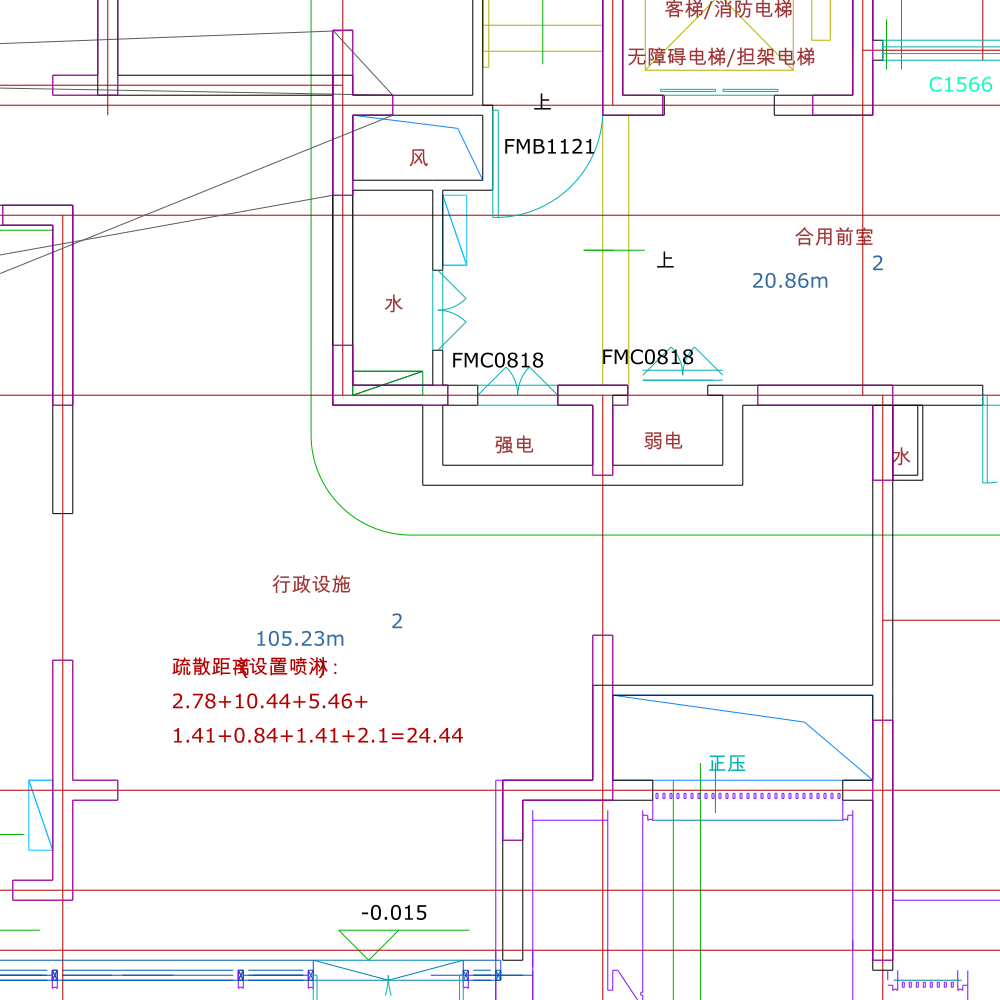 客梯/消防电梯
无障碍电梯/担架电梯
C1566
上
FMB1121
风
合用前室
2
20.86m
上
水
FMC0818
FMC0818
强电
弱电
水
行政设施
2
105.23m
疏散距离(设置喷淋):
2.78+10.44+5.46+
1.41+0.84+1.41+2.1=24.44
正压
-0.015